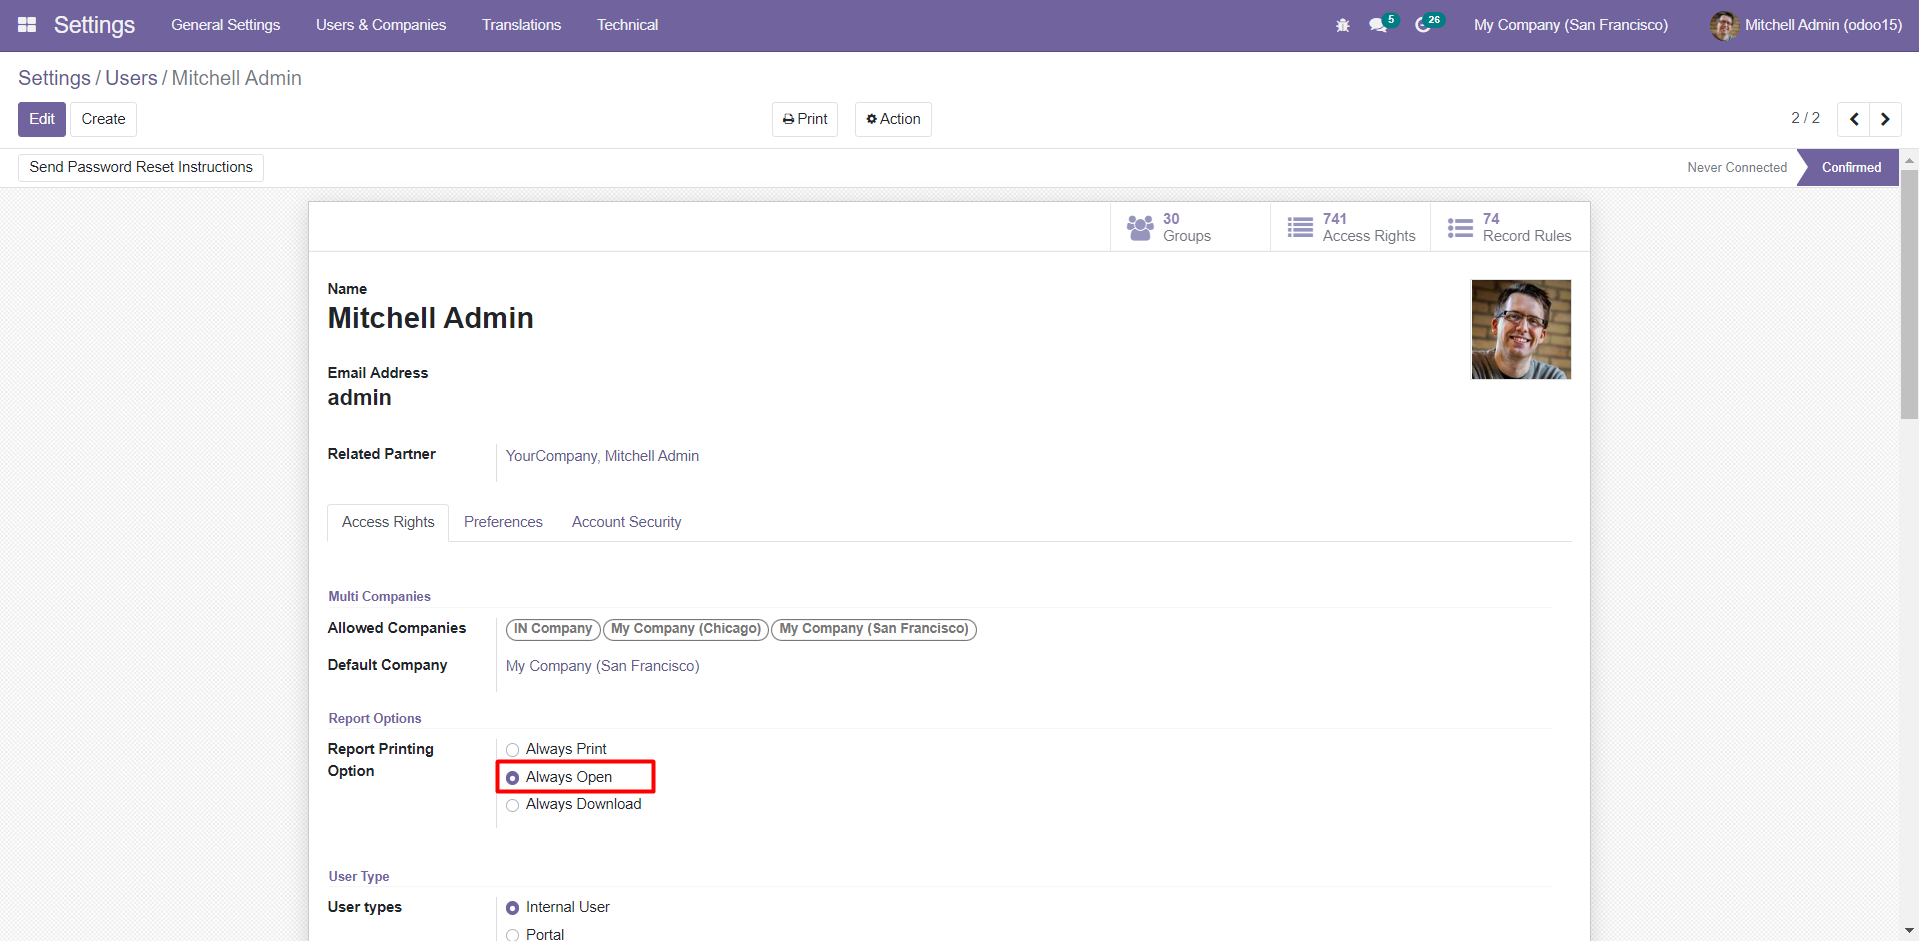 Settings General Settings Users & Companies Translations Technical 5 26 My Company (San Francisco) Mitchell Admin (odoo15)
Settings / Users / Mitchell Admin
Edit Create Print Action 2 / 2
Send Password Reset Instructions Never Connected Confirmed
30 741 74
Groups Access Rights Record Rules
Name
Mitchell Admin
Email Address
admin
Related Partner YourCompany, Mitchell Admin
Access Rights Preferences Account Security
Multi Companies
Allowed Companies IN Company My Company (Chicago) My Company (San Francisco)
Default Company My Company (San Francisco)
Report Options
Report Printing Option Always Print
Always Open
Always Download
User Type
User types Internal User
Portal